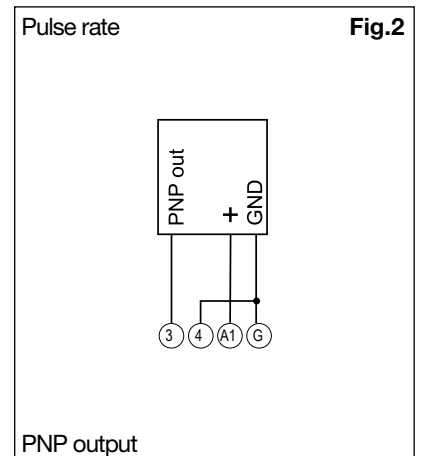 Pulse rate Fig.2
PNP out
+
GND
3 4 A1 G
PNP output